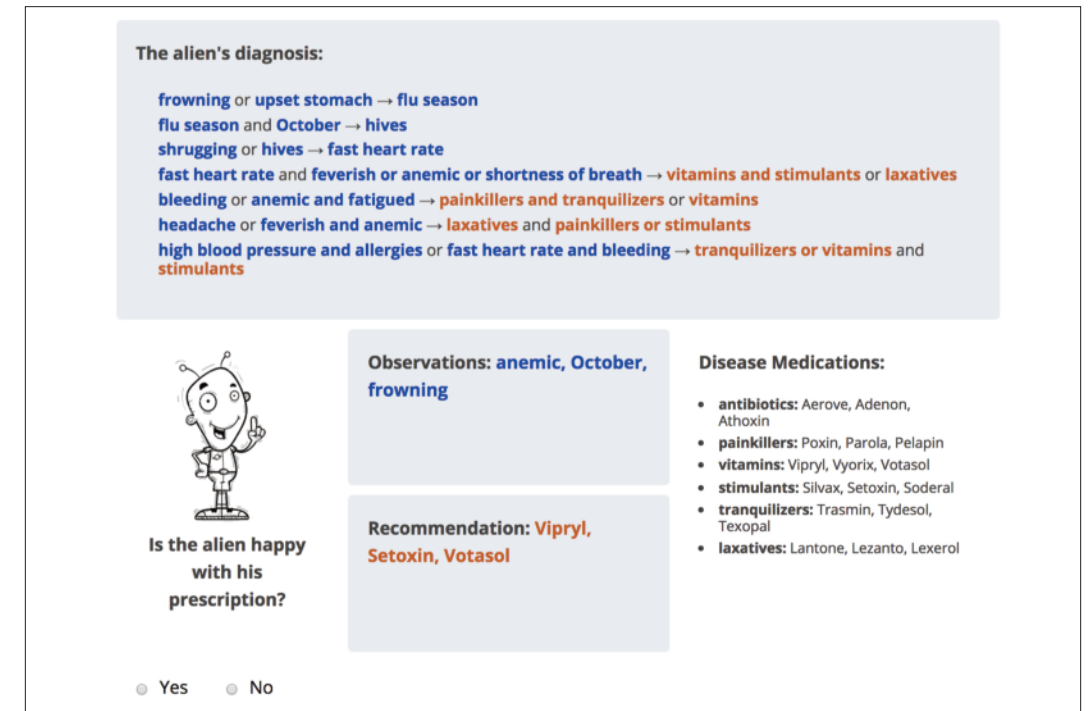 The alien's diagnosis:
frowning or upset stomach → flu season
flu season and October → hives
shrugging or hives → fast heart rate
fast heart rate and feverish or anemic or shortness of breath → vitamins and stimulants or laxatives
bleeding or anemic and fatigued → painkillers and tranquilizers or vitamins
headache or feverish and anemic → laxatives and painkillers or stimulants
high blood pressure and allergies or fast heart rate and bleeding → tranquilizers or vitamins and
stimulants
Is the alien happy
with his
prescription?
Observations: anemic, October,
frowning
Recommendation: Vipryl,
Setoxin, Votasol
Disease Medications:
• antibiotics: Aerove, Adenon,
Athoxin
• painkillers: Poxin, Parola, Pelapin
• vitamins: Vipryl, Vyorix, Votasol
• stimulants: Silvax, Setoxin, Soderal
• tranquilizers: Trasmin, Tydesol,
Texopal
• laxatives: Lantone, Lezanto, Lexerol
Yes No